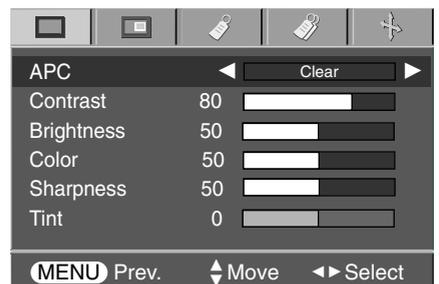 APC Clear
Contrast 80
Brightness 50
Color 50
Sharpness 50
Tint 0
MENU Prev. Move Select